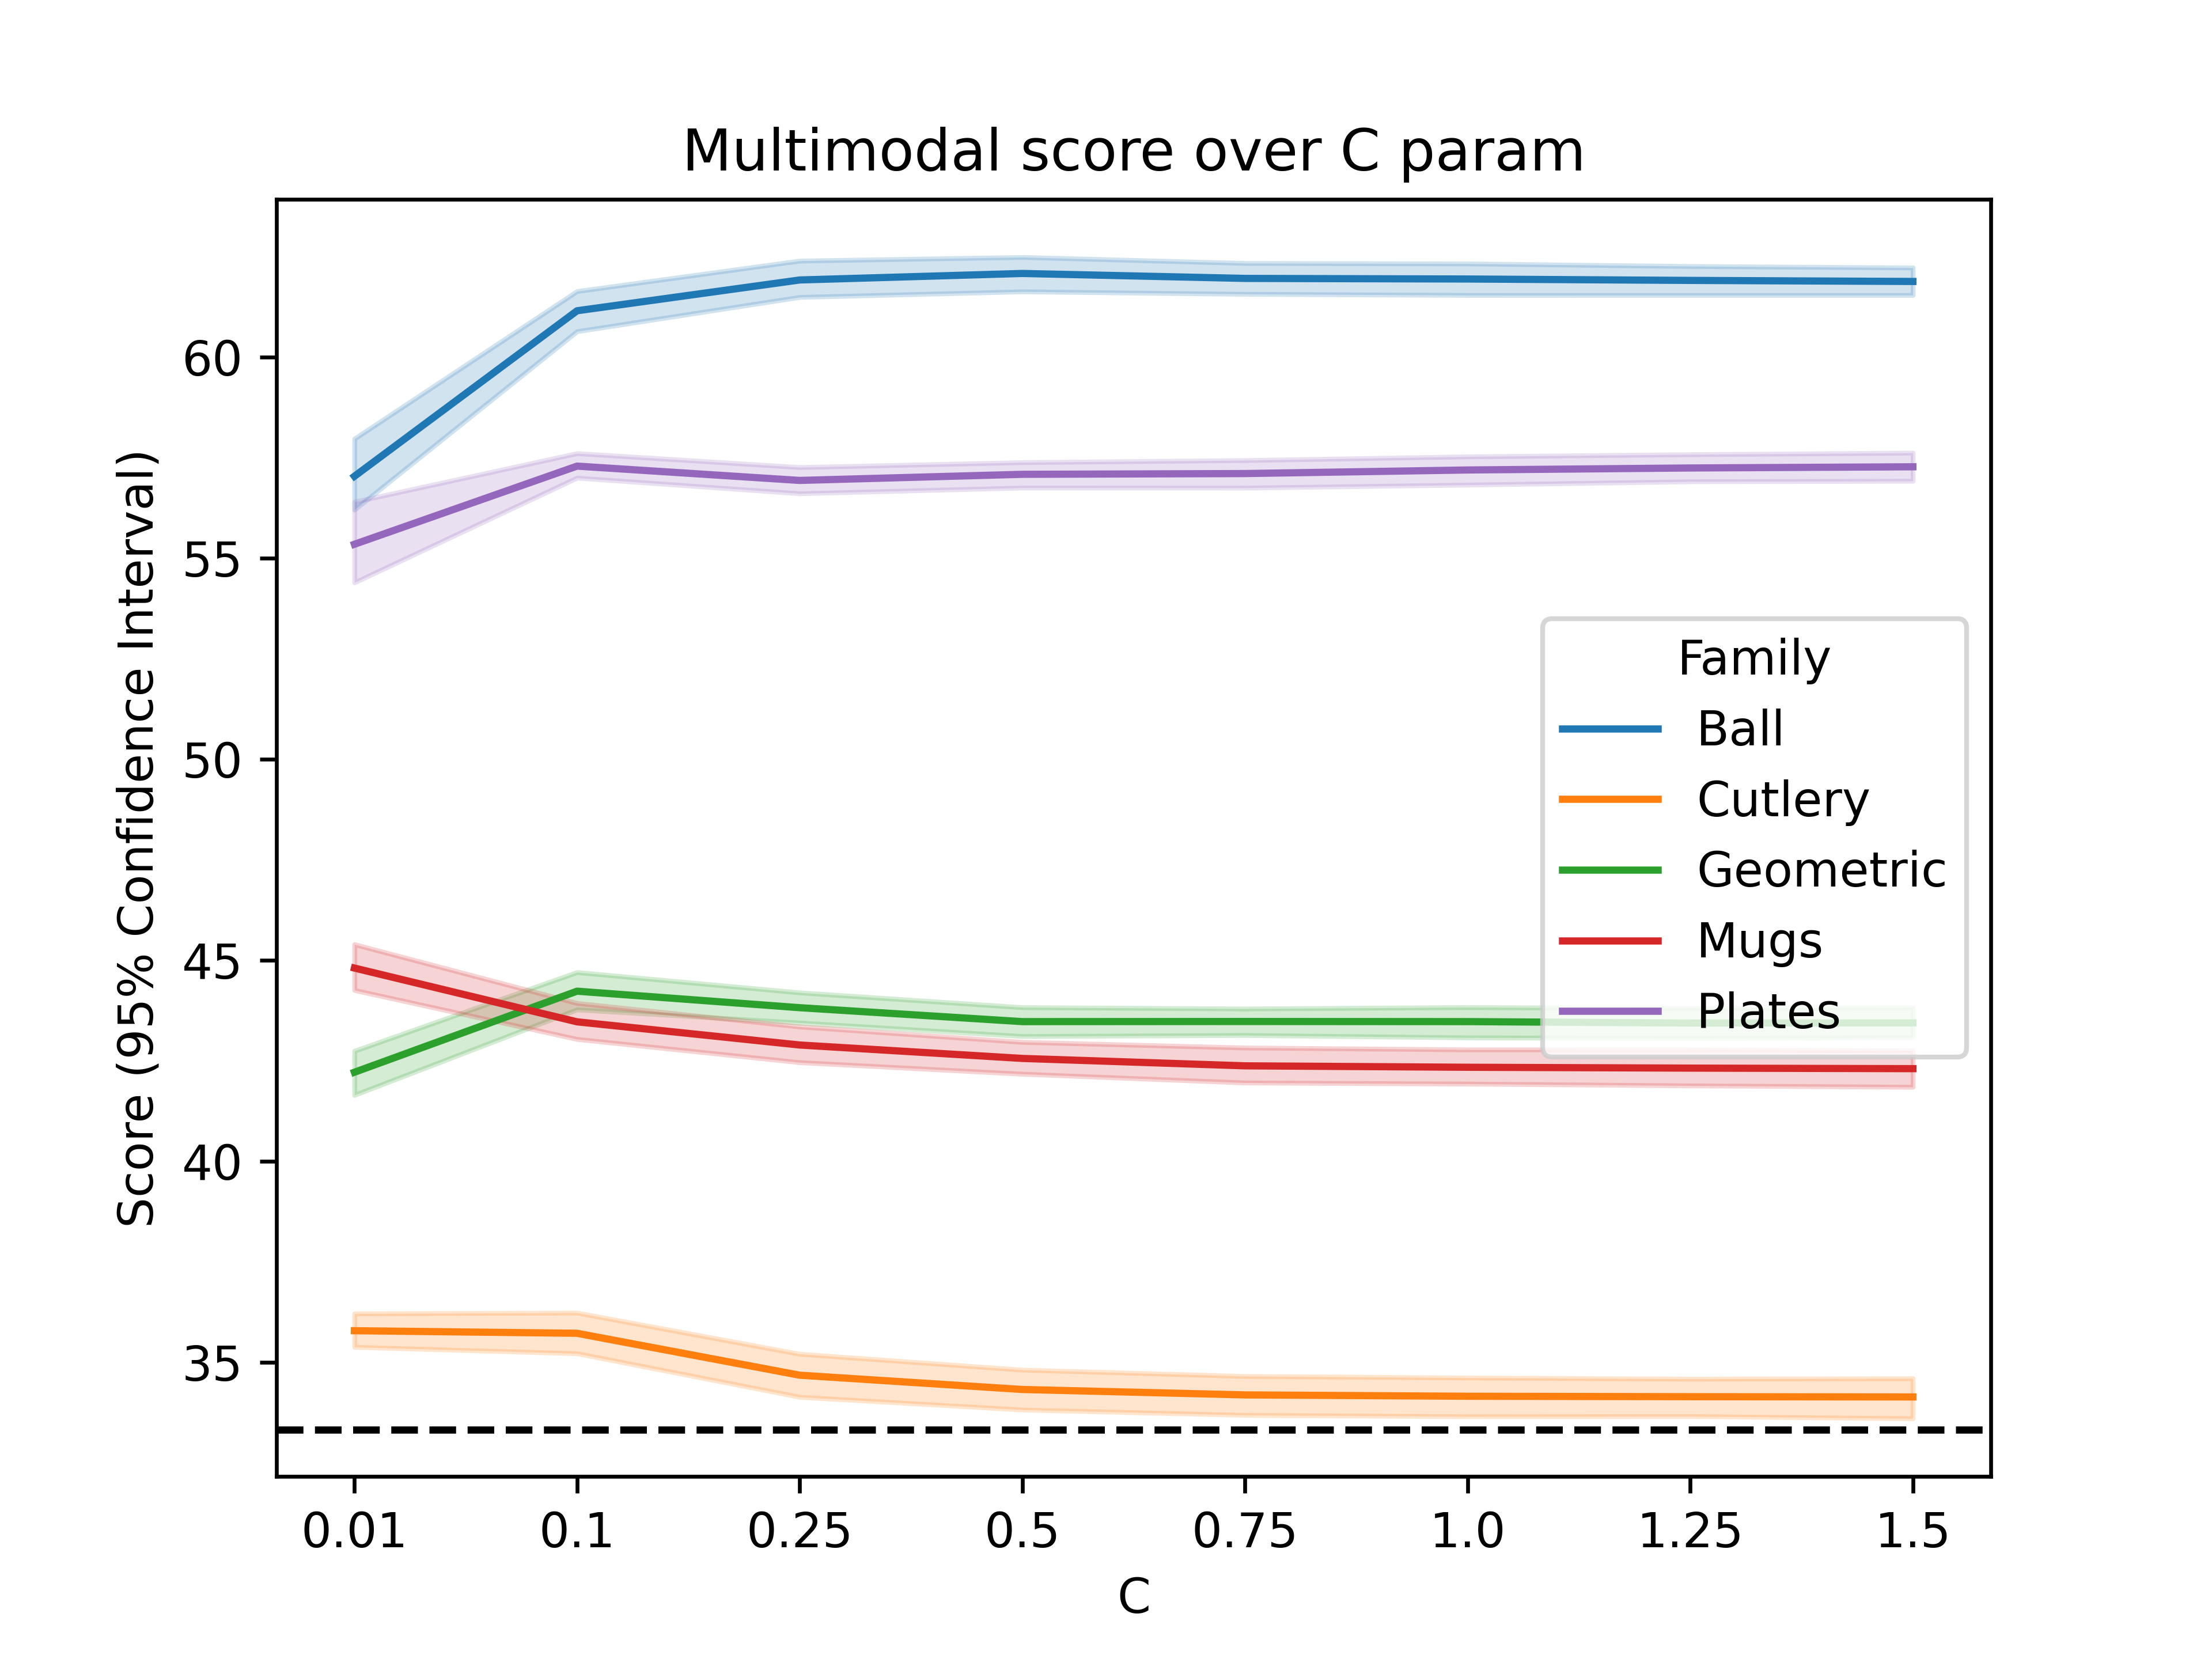 Multimodal score over C param
Score (95% Confidence Interval)
60
55
50
45
40
35
Family
Ball
Cutlery
Geometric
Mugs
Plates
0.01 0.1 0.25 0.5 0.75 1.0 1.25 1.5
C